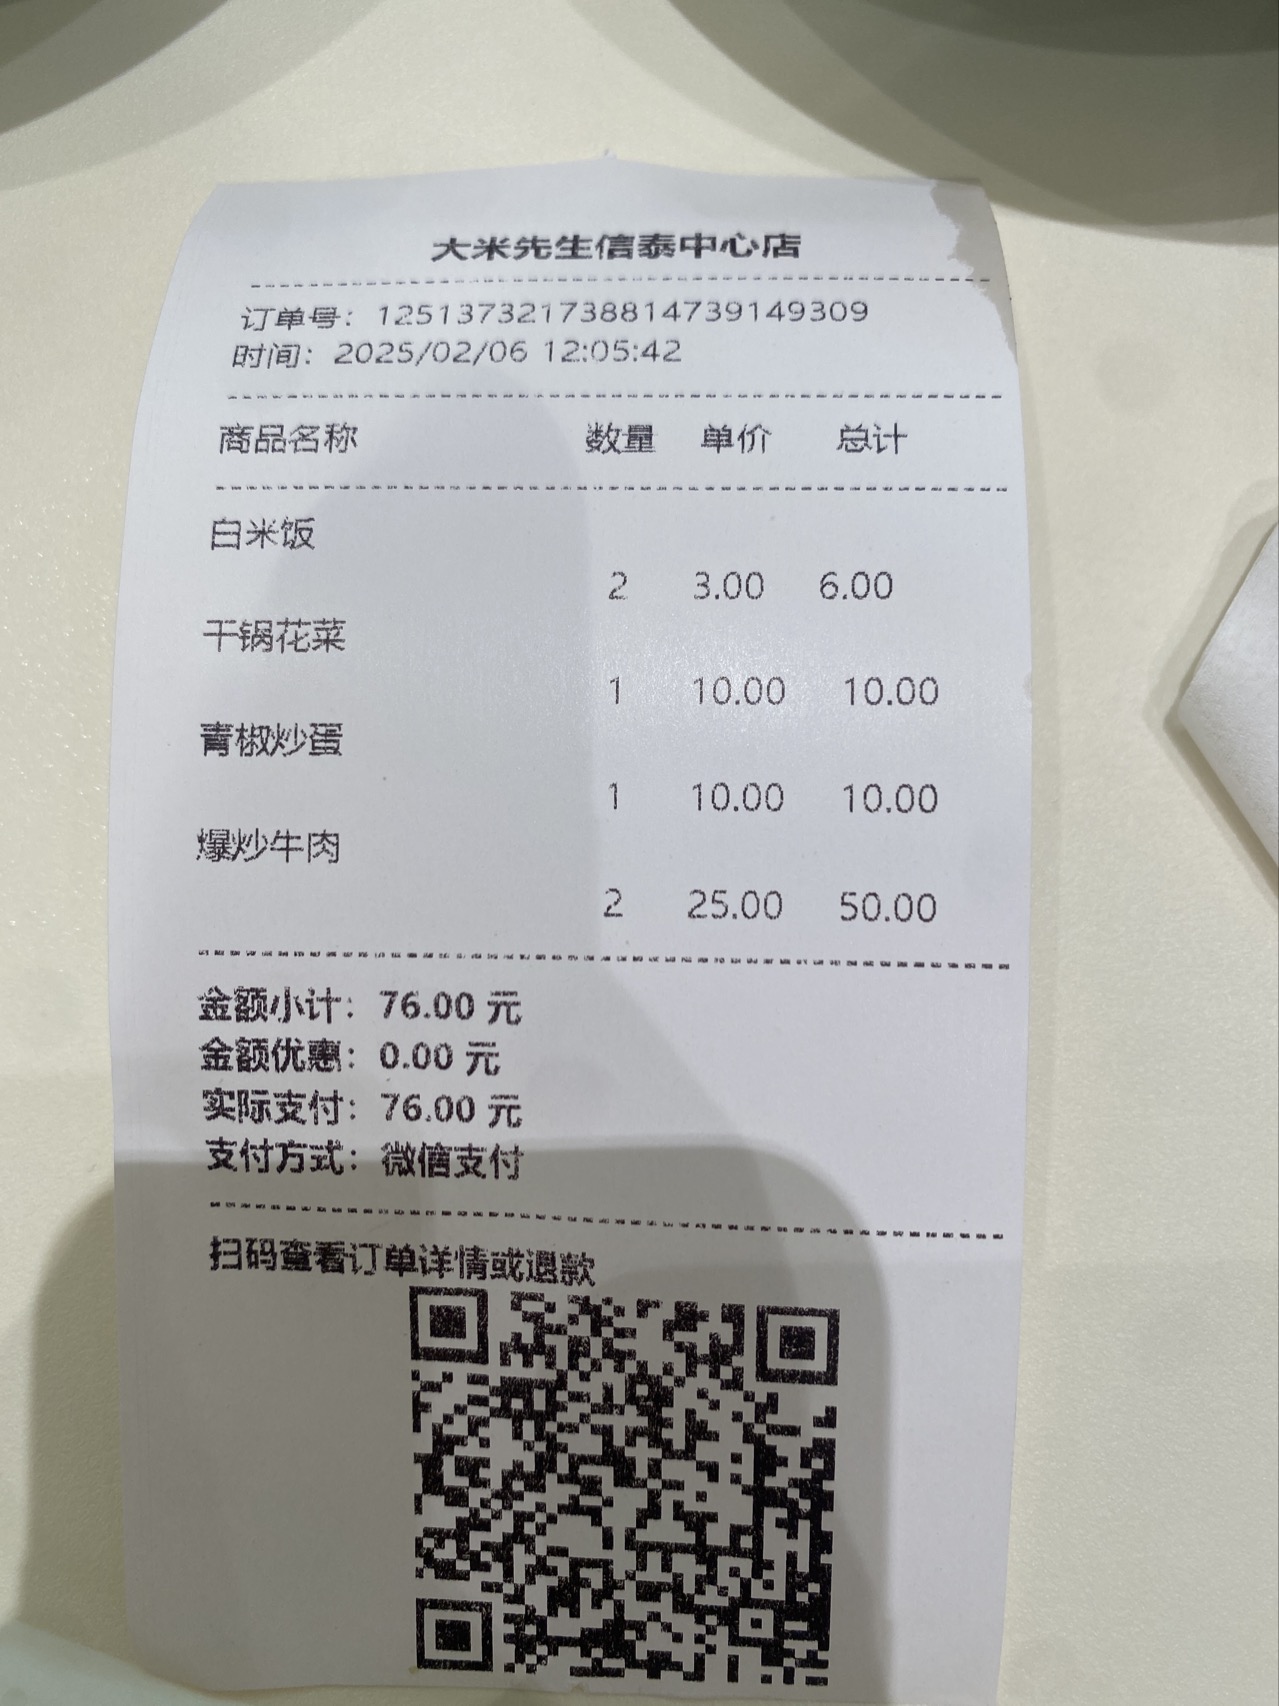 大米先生信泰中心店
订单号：125137321738814739149309
时间：2025/02/06 12:05:42
商品名称 数量 单价 总计
白米饭
2 3.00 6.00
干锅花菜
1 10.00 10.00
青椒炒蛋
1 10.00 10.00
爆炒牛肉
2 25.00 50.00
金额小计：76.00 元
金额优惠：0.00 元
实际支付：76.00 元
支付方式：微信支付
扫码查看订单详情或退款